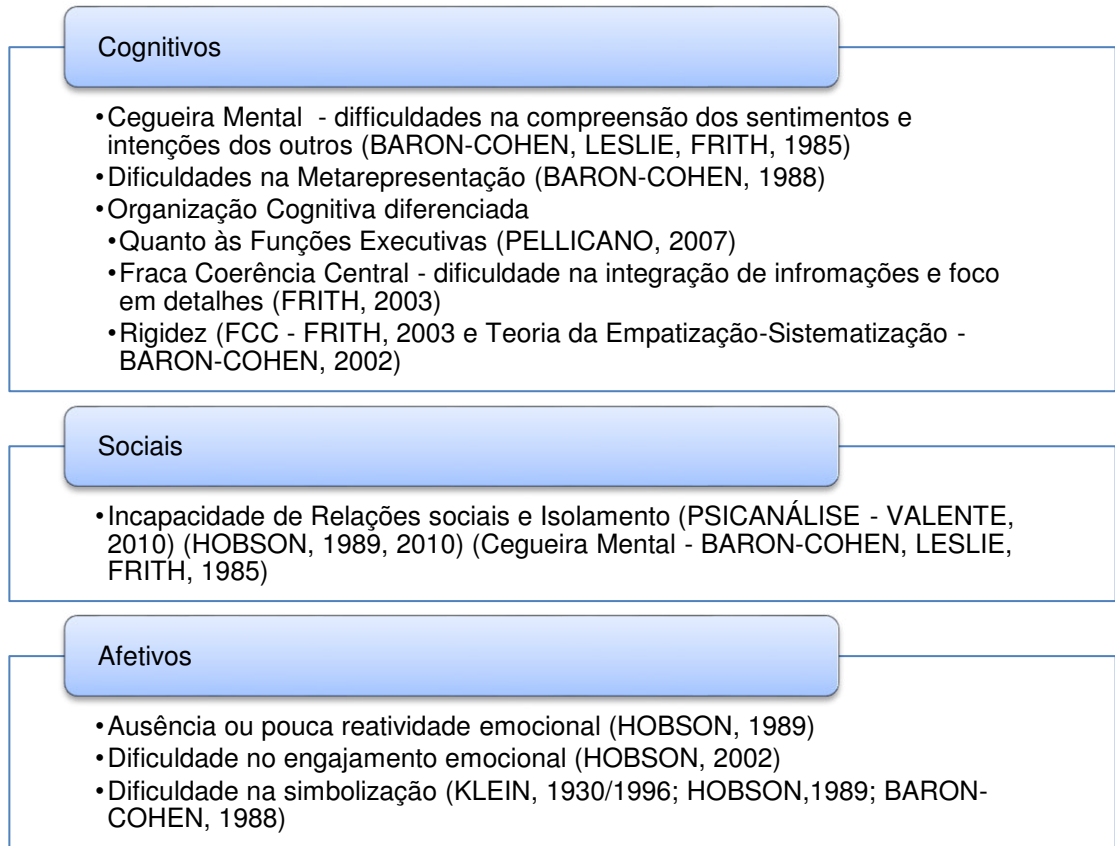 Cognitivos
•Cegueira Mental - difficuldades na compreensão dos sentimentos e
intenções dos outros (BARON-COHEN, LESLIE, FRITH, 1985)
•Dificuldades na Metarepresentação (BARON-COHEN, 1988)
•Organização Cognitiva diferenciada
•Quanto às Funções Executivas (PELLICANO, 2007)
•Fraca Coerência Central - dificuldade na integração de infromações e foco
em detalhes (FRITH, 2003)
•Rigidez (FCC - FRITH, 2003 e Teoria da Empatização-Sistematização -
BARON-COHEN, 2002)
Sociais
•Incapacidade de Relações sociais e Isolamento (PSICANÁLISE - VALENTE,
2010) (HOBSON, 1989, 2010) (Cegueira Mental - BARON-COHEN, LESLIE,
FRITH, 1985)
Afetivos
•Ausência ou pouca reatividade emocional (HOBSON, 1989)
•Dificuldade no engajamento emocional (HOBSON, 2002)
•Dificuldade na simbolização (KLEIN, 1930/1996; HOBSON,1989; BARON-
COHEN, 1988)